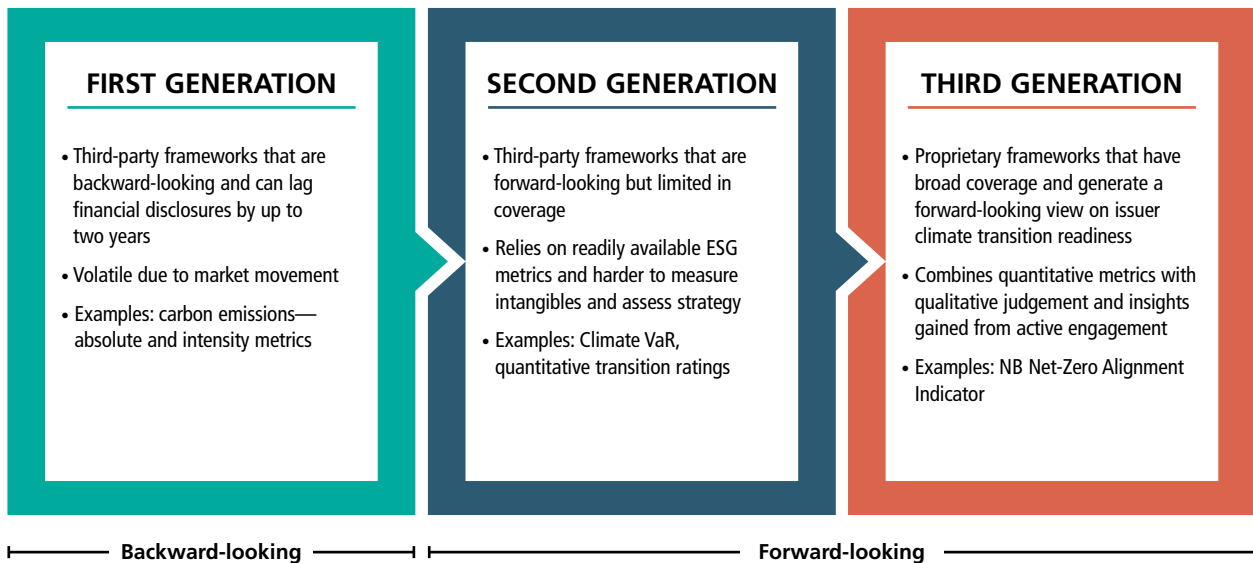 FIRST GENERATION
• Third-party frameworks that are
backward-looking and can lag
financial disclosures by up to
two years
• Volatile due to market movement
• Examples: carbon emissions—
absolute and intensity metrics
SECOND GENERATION
• Third-party frameworks that are
forward-looking but limited in
coverage
• Relies on readily available ESG
metrics and harder to measure
intangibles and assess strategy
• Examples: Climate VaR,
quantitative transition ratings
THIRD GENERATION
• Proprietary frameworks that have
broad coverage and generate a
forward-looking view on issuer
climate transition readiness
• Combines quantitative metrics with
qualitative judgement and insights
gained from active engagement
• Examples: NB Net-Zero Alignment
Indicator
Backward-looking
Forward-looking